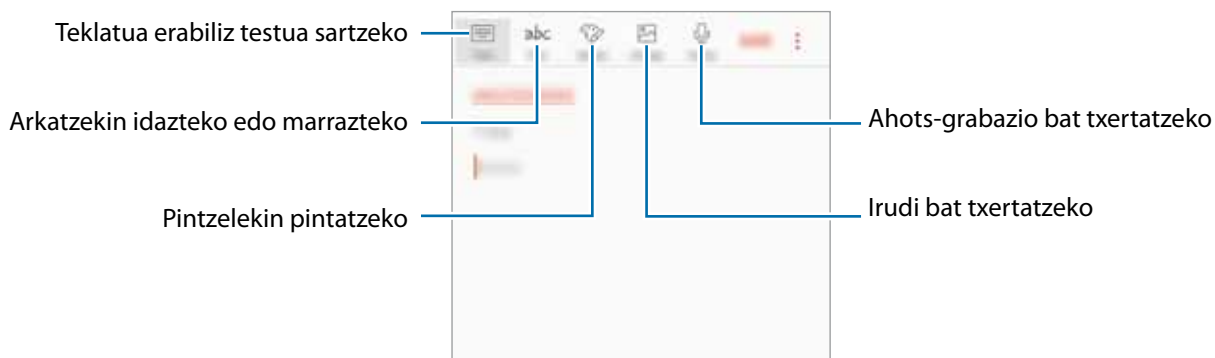 Teklatua erabiliz testua sartzeko
abc
Arkatzekin idazteko edo marrazteko
Ahots-grabazio bat txertatzeko
Pintzelekin pintatzeko
Irudi bat txertatzeko